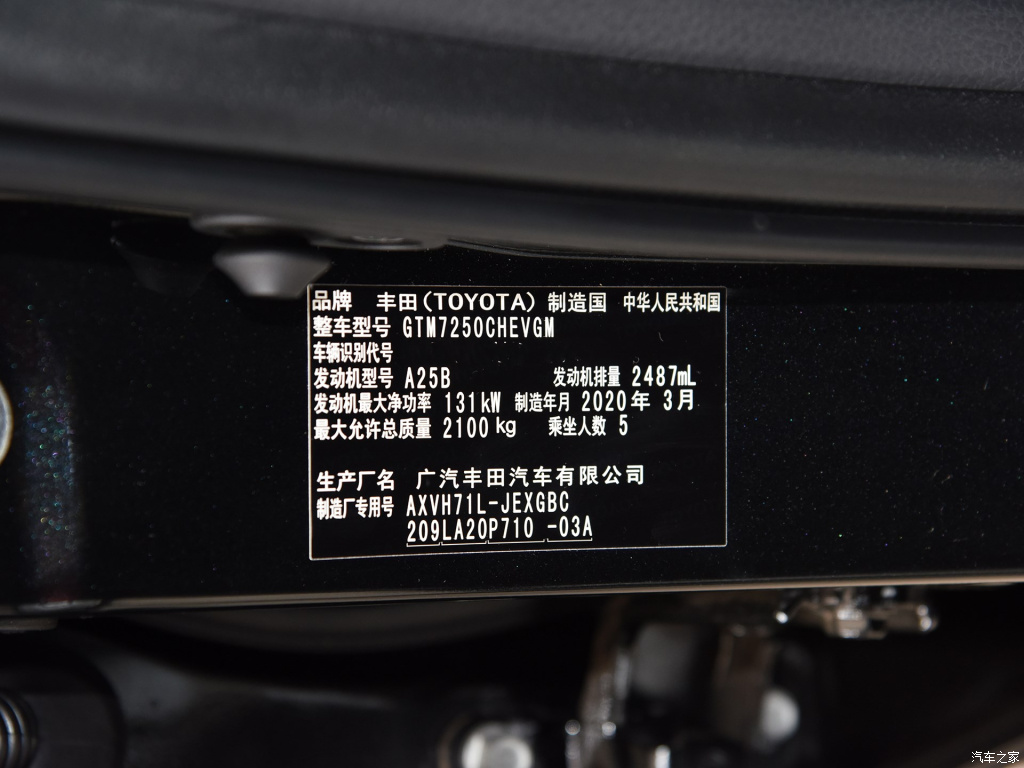 品牌 丰田(TOYOTA) 制造国 中华人民共和国
整车型号 GTM7250CHEVGM
车辆识别代号
发动机型号 A25B 发动机排量 2487mL
发动机最大净功率 131kW 制造年月 2020年 3月
最大允许总质量 2100kg 乘坐人数 5
生产厂名 广汽丰田汽车有限公司
制造厂专用号 AXVH71L-JEXGBC
209LA20P710 -03A
汽车之家